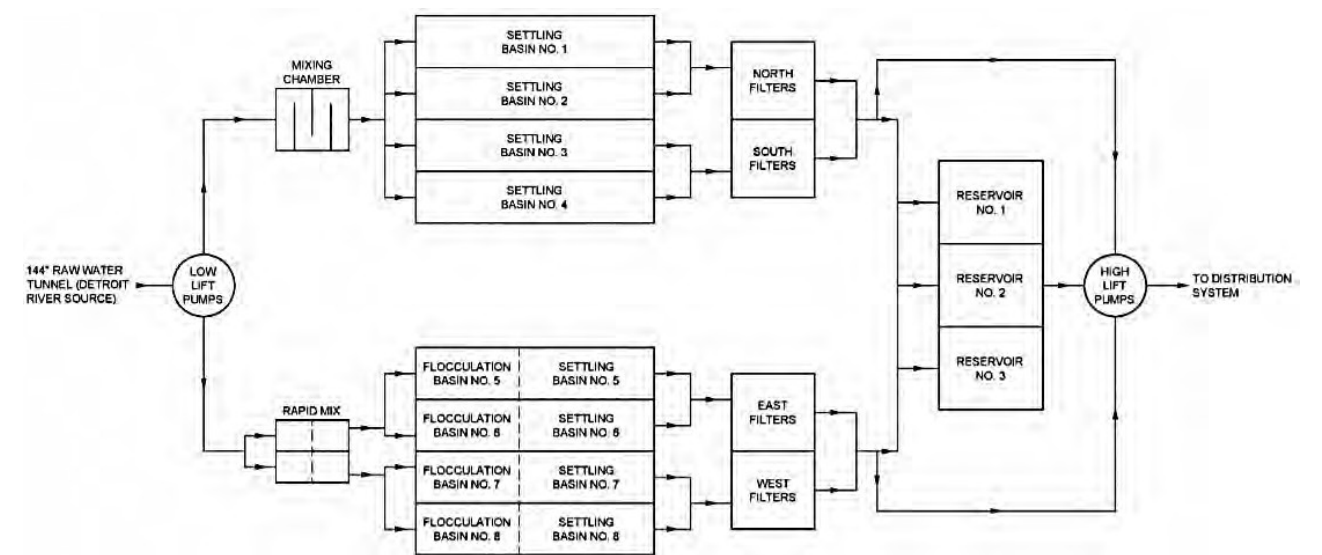 SETTLING
BASIN NO. 1
MIXING
CHAMBER
SETTLING
BASIN NO. 2
NORTH
FILTERS
SETTLING
BASIN NO. 3
SOUTH
FILTERS
SETTLING
BASIN NO. 4
RESERVOIR
NO. 1
144" RAW WATER
TUNNEL (DETROIT
RIVER SOURCE)
LOW
LIFT
PUMPS
RESERVOIR
NO. 2
HIGH
LIFT
PUMPS
TO DISTRIBUTION
SYSTEM
RESERVOIR
NO. 3
FLOCCULATION
BASIN NO. 5
SETTLING
BASIN NO. 5
RAPID MIX
EAST
FILTERS
FLOCCULATION
BASIN NO. 6
SETTLING
BASIN NO. 6
FLOCCULATION
BASIN NO. 7
SETTLING
BASIN NO. 7
WEST
FILTERS
FLOCCULATION
BASIN NO. 8
SETTLING
BASIN NO. 8